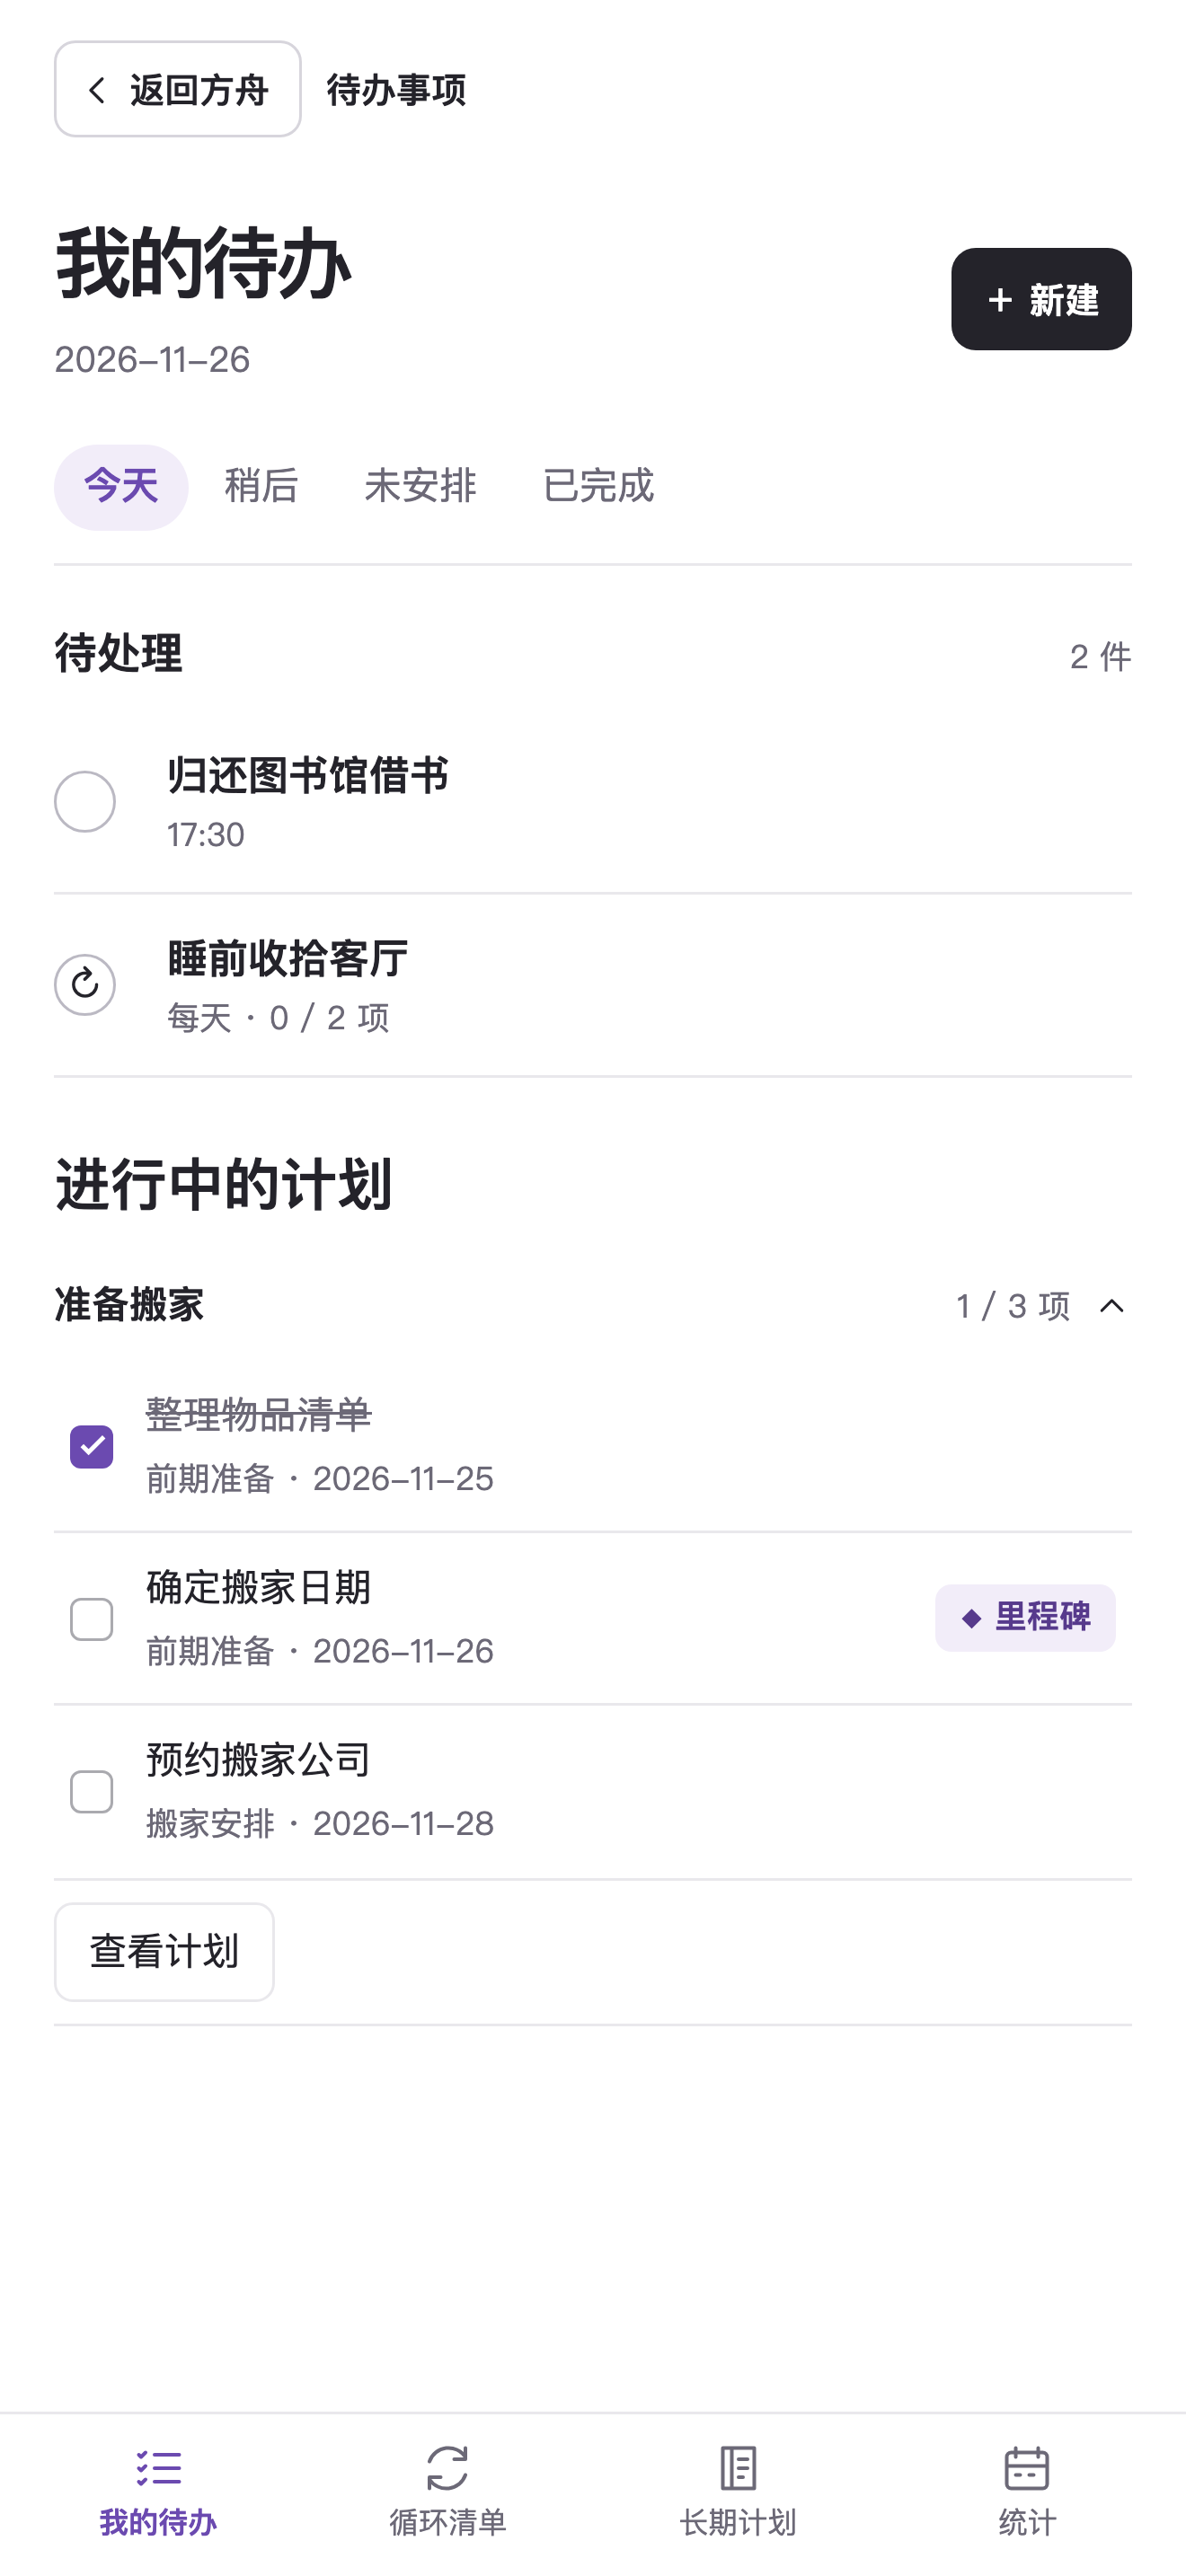 返回方舟 待办事项
我的待办
+ 新建
2026–11–26
今天 稍后 未安排 已完成
待处理 2 件
归还图书馆借书
17:30
睡前收拾客厅
每天 · 0 / 2 项
进行中的计划
准备搬家 1 / 3 项
整理物品清单
前期准备 · 2026–11–25
确定搬家日期
前期准备 · 2026–11–26
◆ 里程碑
预约搬家公司
搬家安排 · 2026–11–28
查看计划
我的待办 循环清单 长期计划 统计